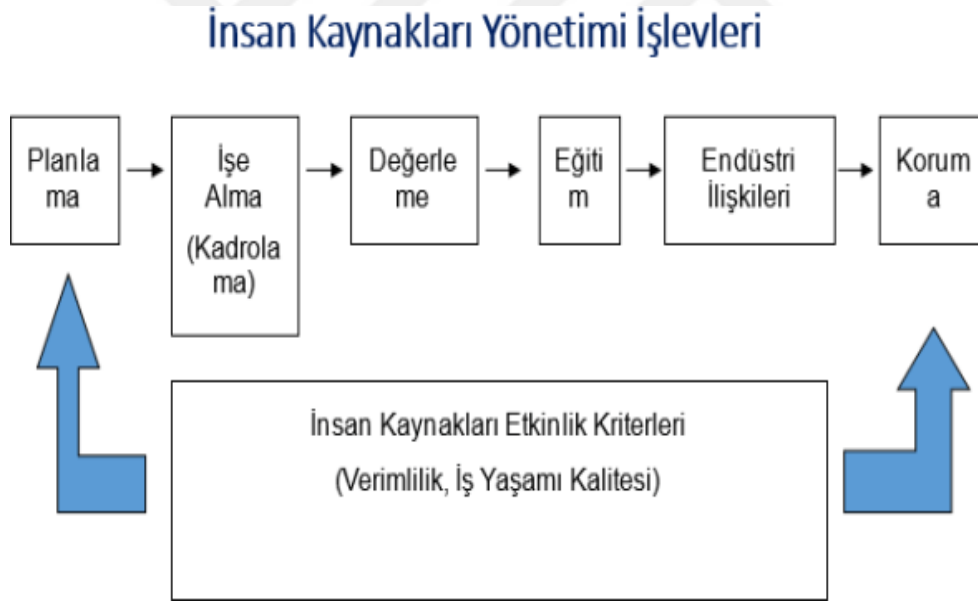 İnsan Kaynakları Yönetimi İşlevleri
Planla
ma
İşe
Alma
(Kadrola
ma)
Değerle
me
Eğiti
m
Endüstri
İlişkileri
Korum
a
İnsan Kaynakları Etkinlik Kriterleri
(Verimlilik, İş Yaşamı Kalitesi)